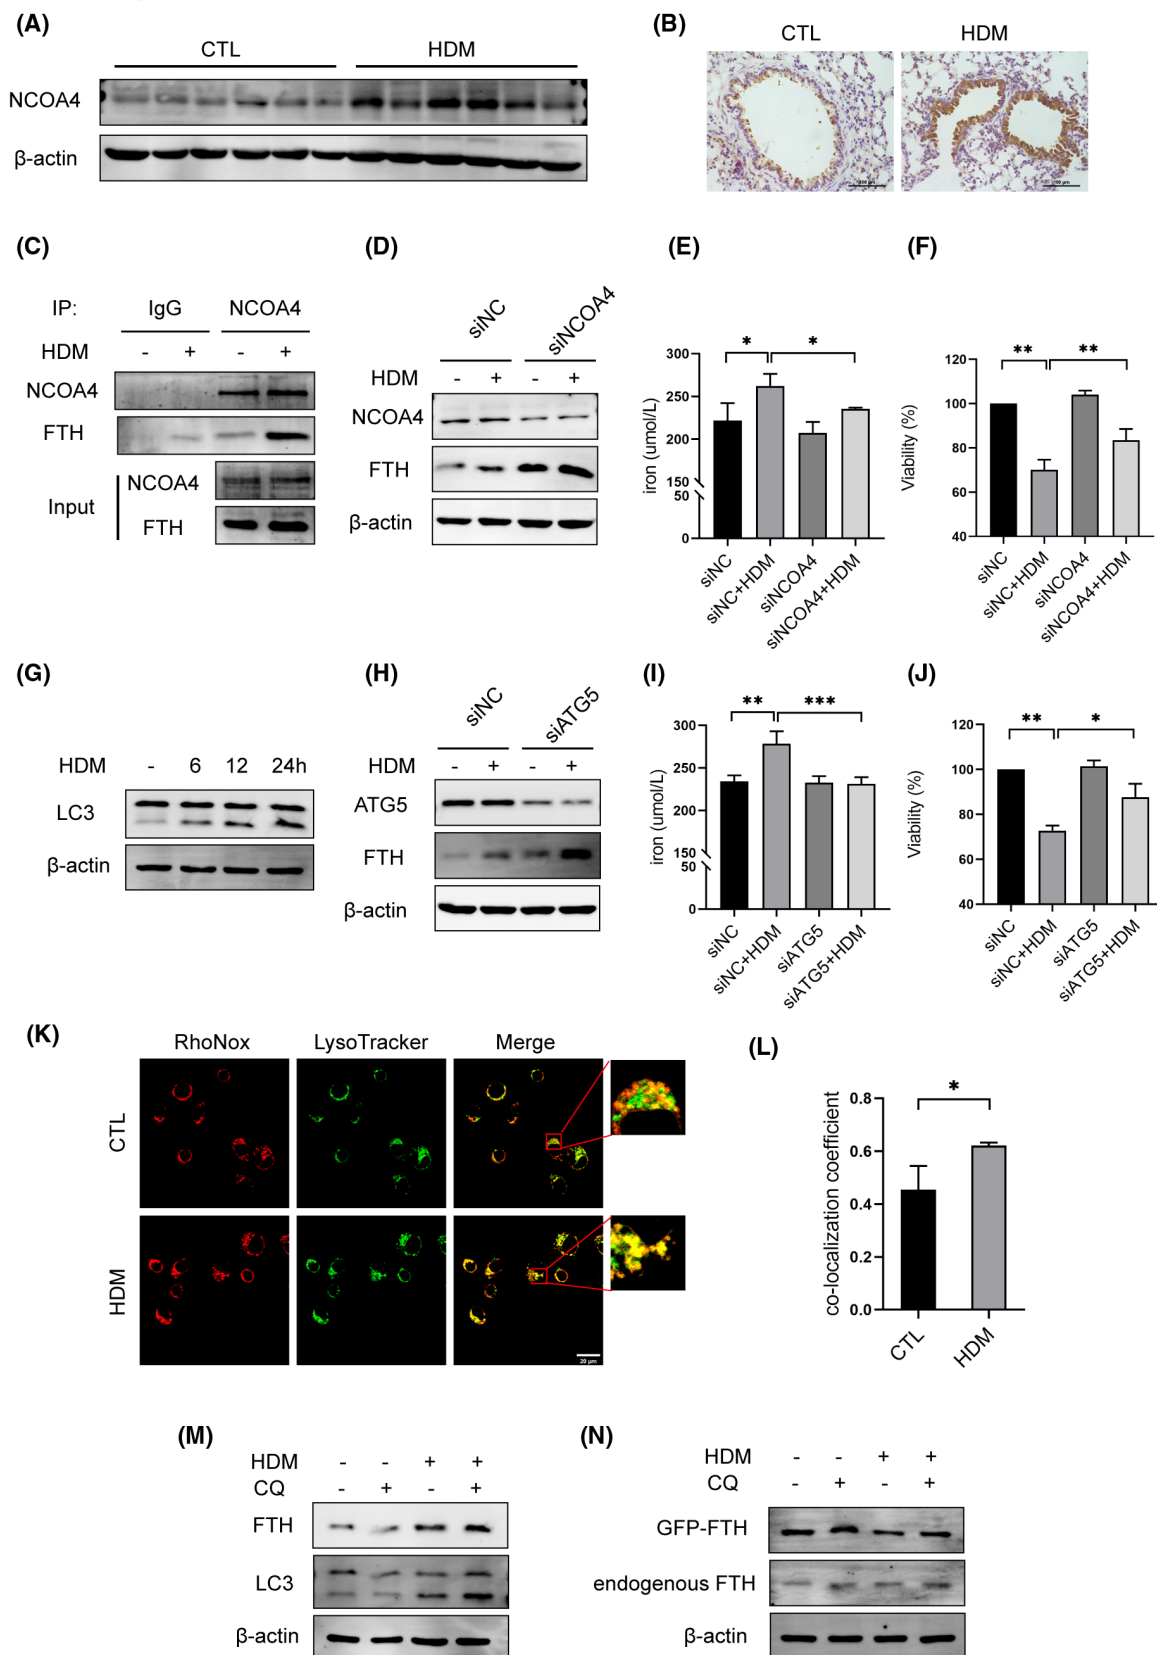 (A)
CTL HDM
NCOA4
β-actin
(B)
CTL HDM
100 μm
(C)
IP: IgG NCOA4
HDM - + - +
NCOA4
FTH
Input NCOA4
FTH
(D)
siNC siNCOA4
HDM - + - +
NCOA4
FTH
β-actin
(E)
* *
iron (umol/L)
300
250
200
150
50
0
siNC siNC+HDM siNCOA4 siNCOA4+HDM
(F)
** **
Viability (%)
120
100
80
60
40
siNC siNC+HDM siNCOA4 siNCOA4+HDM
(G)
HDM - 6 12 24h
LC3
β-actin
(H)
siNC siATG5
HDM - + - +
ATG5
FTH
β-actin
(I)
** ***
iron (umol/L)
300
250
200
150
50
0
siNC siNC+HDM siATG5 siATG5+HDM
(J)
** *
Viability (%)
120
100
80
60
40
siNC siNC+HDM siATG5 siATG5+HDM
(K)
RhoNox LysoTracker Merge
CTL
HDM
20 μm
(L)
*
co-localization coefficient
0.8
0.6
0.4
0.2
0.0
CTL HDM
(M)
HDM - - + +
CQ - + - +
FTH
LC3
β-actin
(N)
HDM - - + +
CQ - + - +
GFP-FTH
endogenous FTH
β-actin